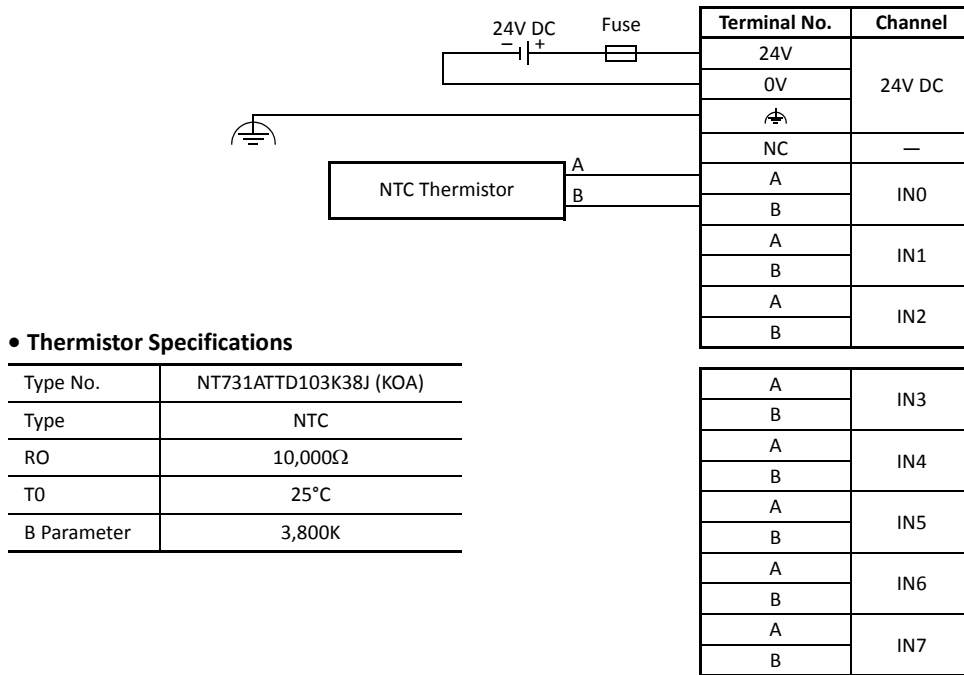 24V DC
Fuse
− +
Terminal No. Channel
24V
0V
24V DC
NC —
NTC Thermistor
A
B
A
B
IN0
A
B
IN1
A
B
IN2
• Thermistor Specifications
Type No. NT731ATTD103K38J (KOA)
Type NTC
RO 10,000Ω
T0 25°C
B Parameter 3,800K
A
B
IN3
A
B
IN4
A
B
IN5
A
B
IN6
A
B
IN7